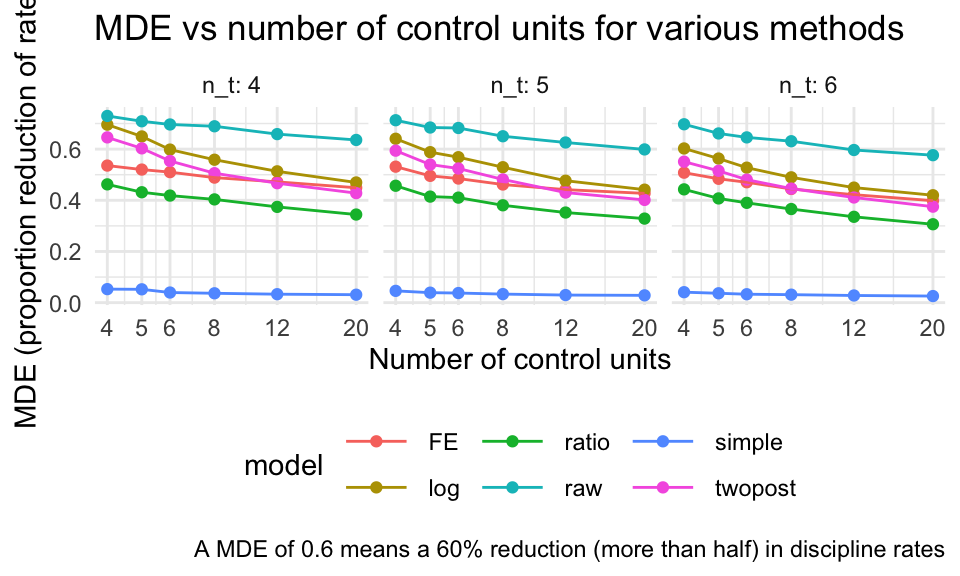 MDE vs number of control units for various methods
MDE (proportion reduction of rate
n_t: 4 n_t: 5 n_t: 6
0.6
0.4
0.2
0.0
4 5 6 8 12 20 4 5 6 8 12 20 4 5 6 8 12 20
Number of control units
model
FE ratio simple
log raw twopost
A MDE of 0.6 means a 60% reduction (more than half) in discipline rates